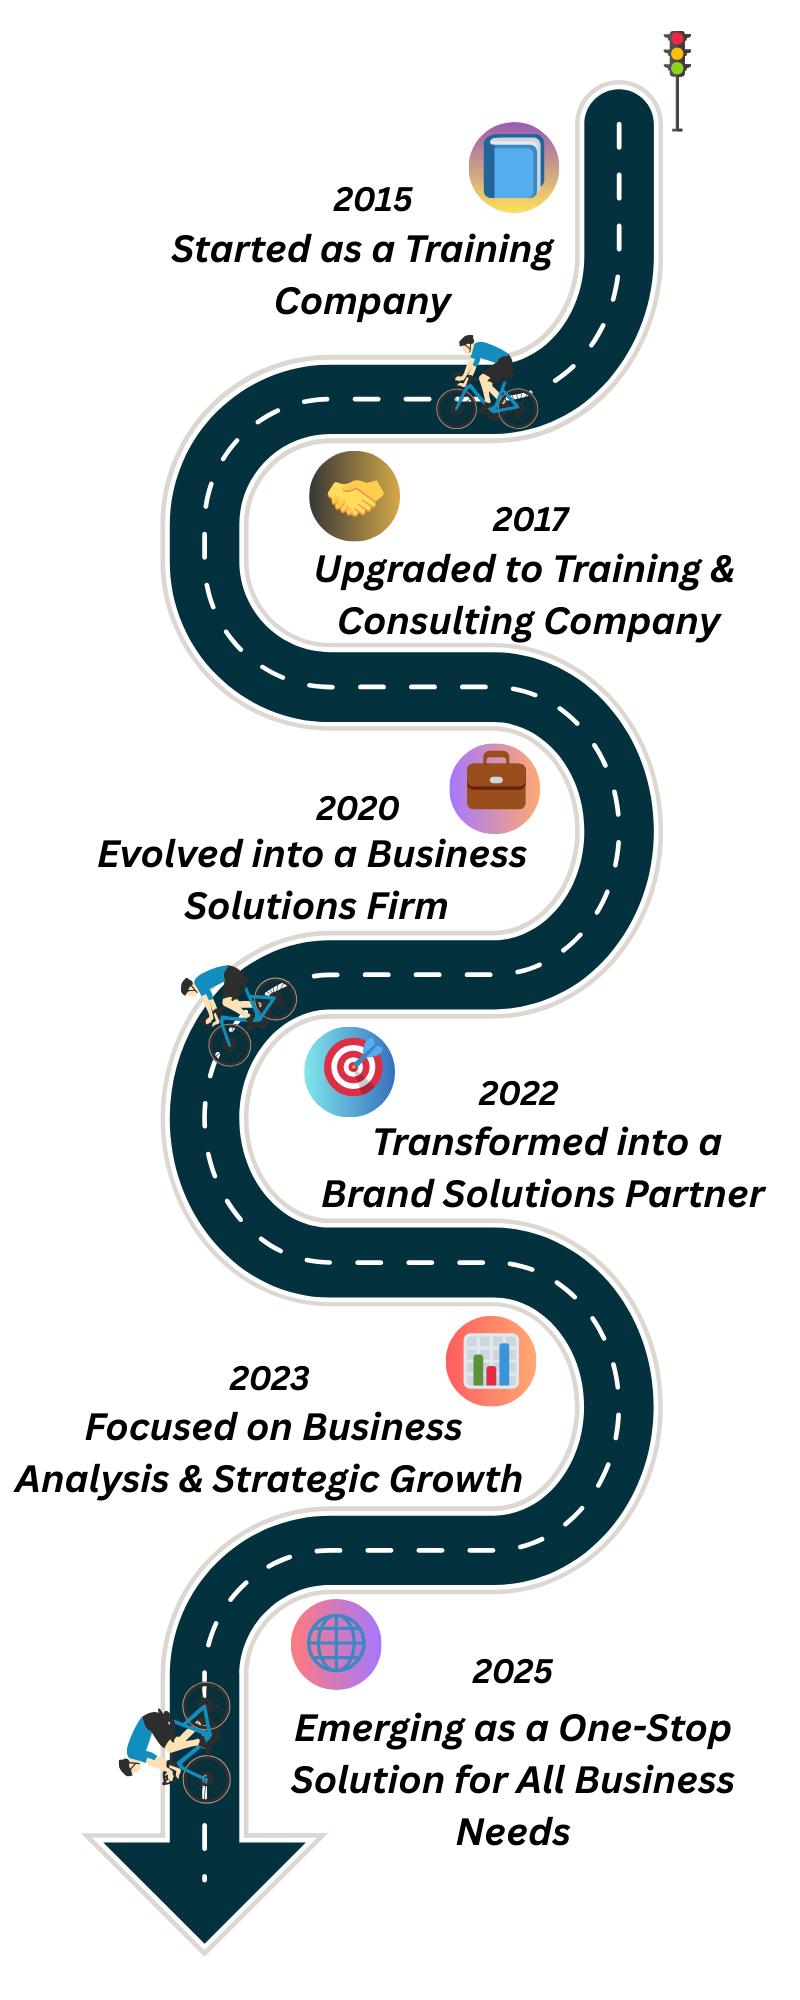 2015
Started as a Training
Company
2017
Upgraded to Training &
Consulting Company
2020
Evolved into a Business
Solutions Firm
2022
Transformed into a
Brand Solutions Partner
2023
Focused on Business
Analysis & Strategic Growth
2025
Emerging as a One-Stop
Solution for All Business
Needs